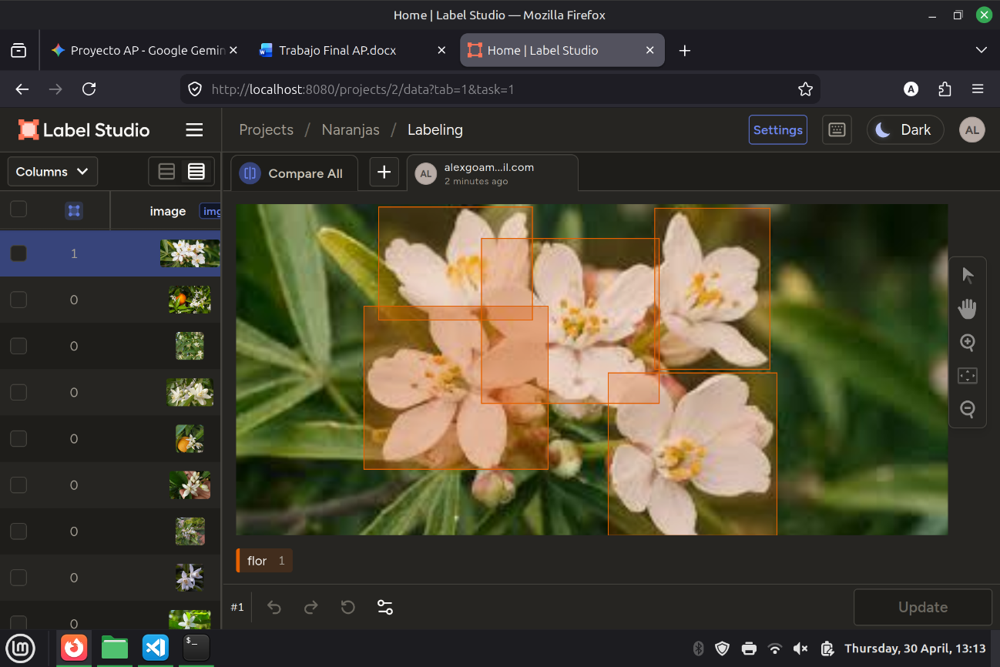 Home | Label Studio — Mozilla Firefox
Proyecto AP - Google Gemin
Trabajo Final AP.docx
Home | Label Studio
http://localhost:8080/projects/2/data?tab=1&task=1
A
Label Studio
Projects / Naranjas / Labeling
Settings
Dark
AL
Columns
Compare All
AL
alexgoam...il.com
2 minutes ago
image
img
1
0
0
0
0
0
0
0
0
flor 1
#1
Update
$_
Thursday, 30 April, 13:13